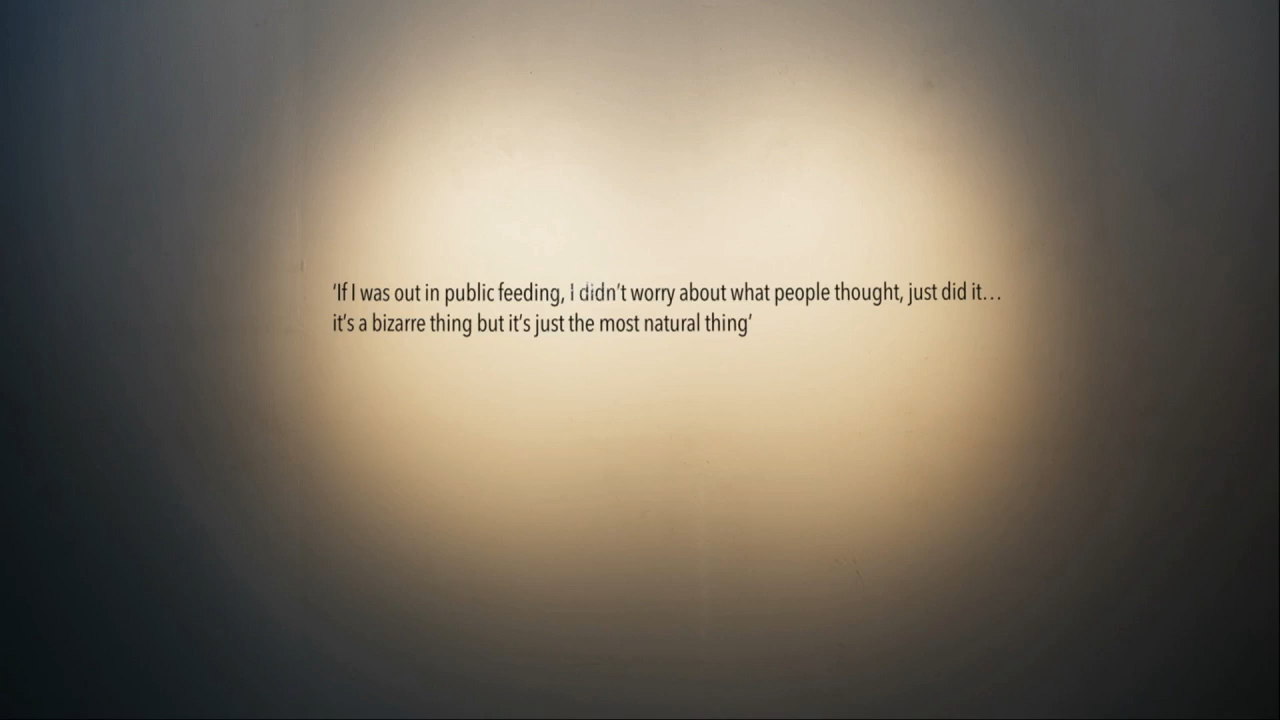 ‘If I was out in public feeding, I didn’t worry about what people thought, just did it…
it’s a bizarre thing but it’s just the most natural thing’